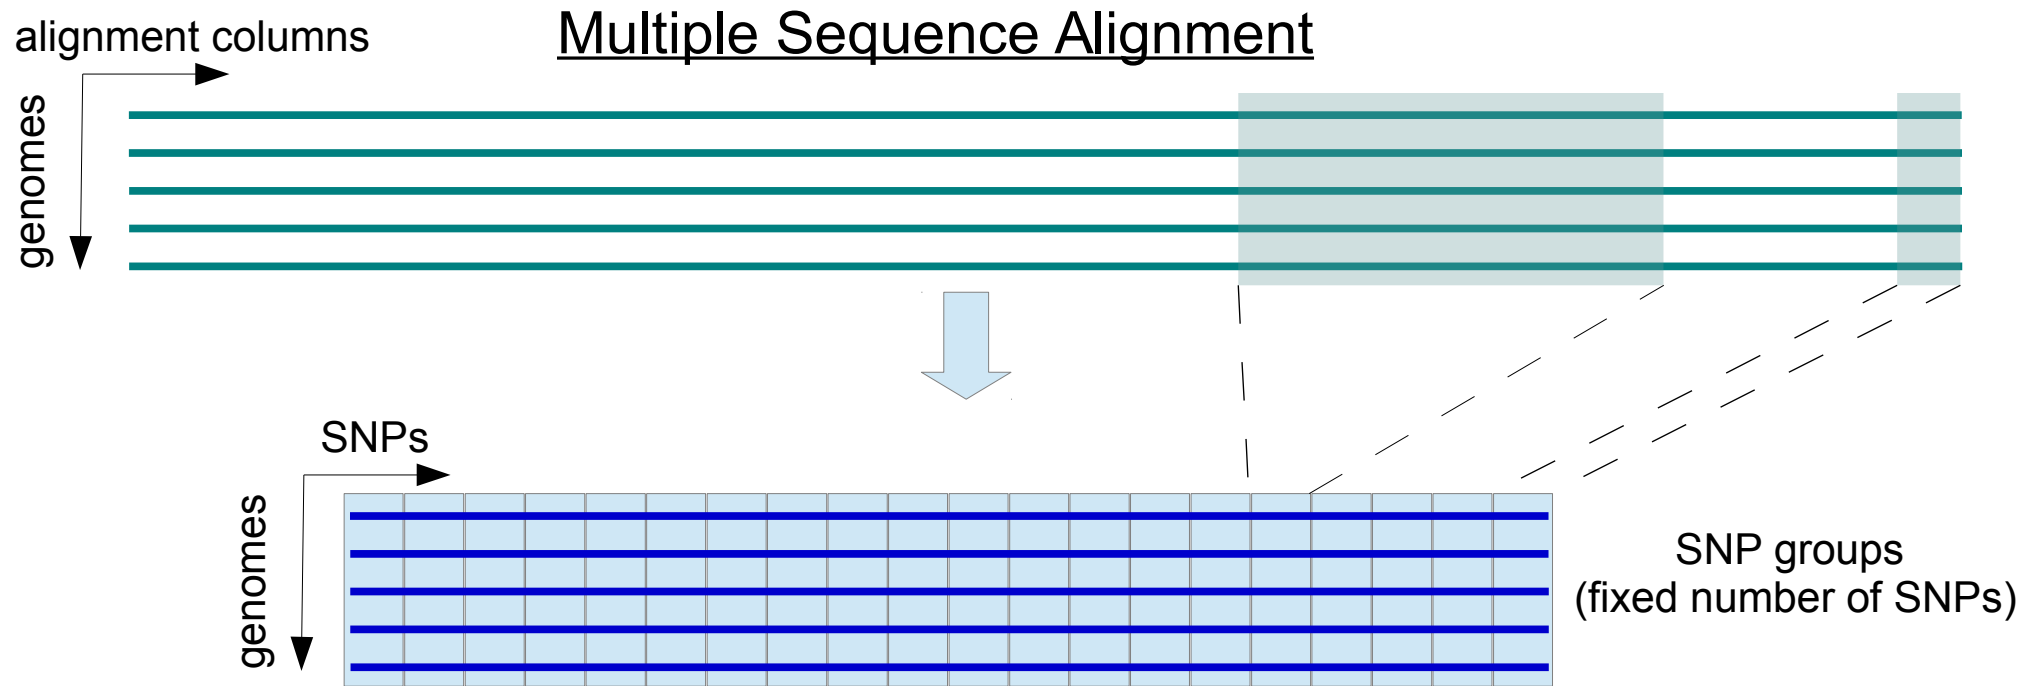 Multiple Sequence Alignment
alignment columns
genomes
SNPs
genomes
SNP groups
(fixed number of SNPs)